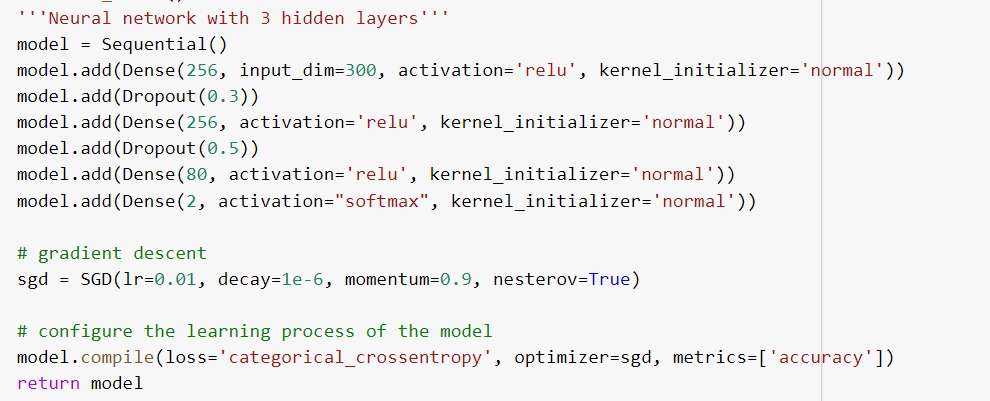 '''Neural network with 3 hidden layers'''
model = Sequential()
model.add(Dense(256, input_dim=300, activation='relu', kernel_initializer='normal'))
model.add(Dropout(0.3))
model.add(Dense(256, activation='relu', kernel_initializer='normal'))
model.add(Dropout(0.5))
model.add(Dense(80, activation='relu', kernel_initializer='normal'))
model.add(Dense(2, activation="softmax", kernel_initializer='normal'))
# gradient descent
sgd = SGD(lr=0.01, decay=1e-6, momentum=0.9, nesterov=True)
# configure the learning process of the model
model.compile(loss='categorical_crossentropy', optimizer=sgd, metrics=['accuracy'])
return model